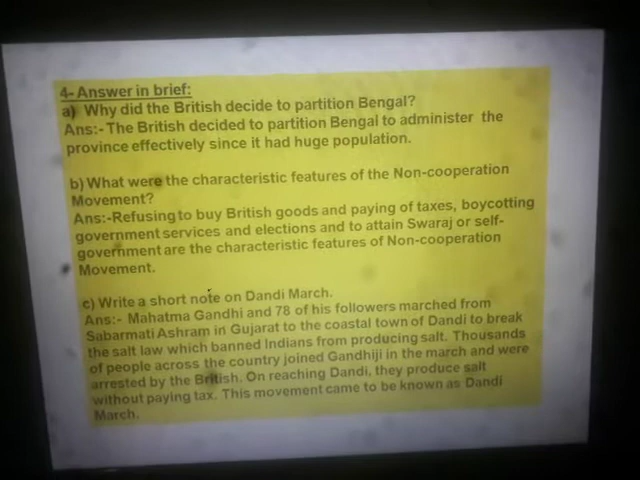 4- Answer in brief:
a) Why did the British decide to partition Bengal?
Ans:- The British decided to partition Bengal to administer the
province effectively since it had huge population.
b) What were the characteristic features of the Non-cooperation
Movement?
Ans:-Refusing to buy British goods and paying of taxes, boycotting
government services and elections and to attain Swaraj or self-
government are the characteristic features of Non-cooperation
Movement.
c) Write a short note on Dandi March.
Ans:- Mahatma Gandhi and 78 of his followers marched from
Sabarmati Ashram in Gujarat to the coastal town of Dandi to break
the salt law which banned Indians from producing salt. Thousands
of people across the country joined Gandhiji in the march and were
arrested by the British. On reaching Dandi, they produce salt
without paying tax. This movement came to be known as Dandi
March.